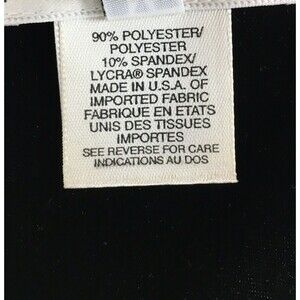 90% POLYESTER/
POLYESTER
10% SPANDEX/
LYCRA® SPANDEX
MADE IN U.S.A. OF
IMPORTED FABRIC
FABRIQUE EN ETATS
UNIS DES TISSUES
IMPORTES
SEE REVERSE FOR CARE
INDICATIONS AU DOS